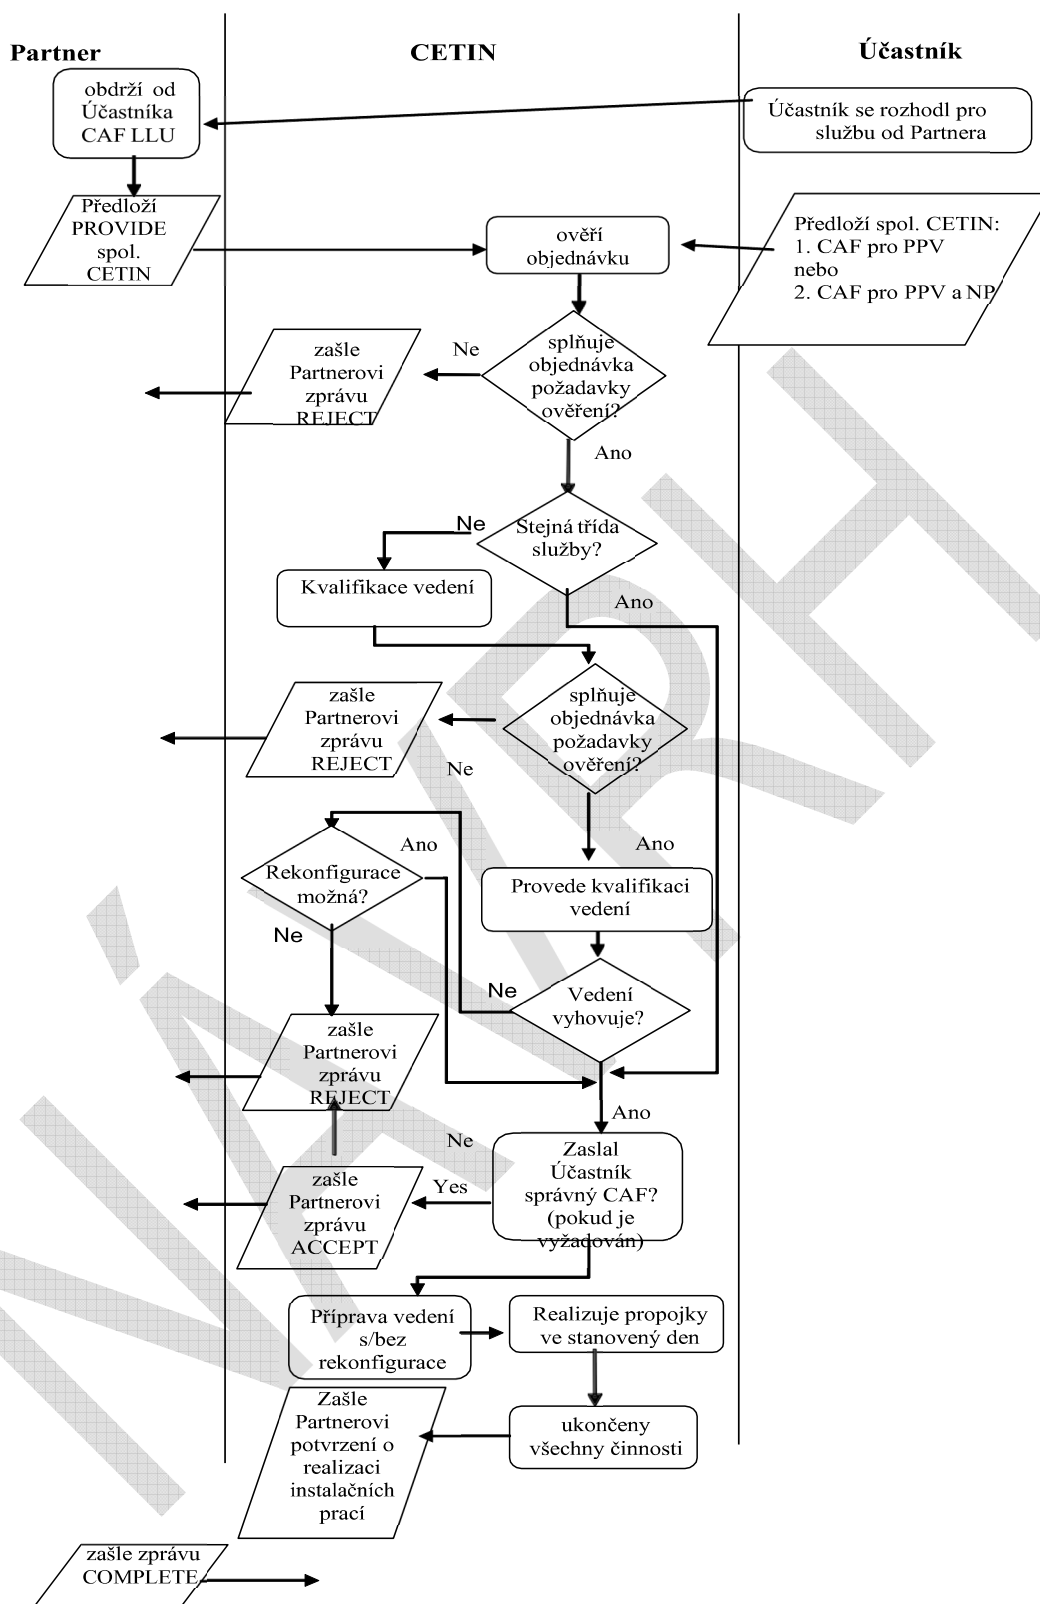 Partner
CETIN
Účastník
obdrží od
Účastníka
CAF LLU
Účastník se rozhodl pro
službu od Partnera
Předloží
PROVIDE
spol.
CETIN
ověří
objednávku
Předloží spol. CETIN:
1. CAF pro PPV
nebo
2. CAF pro PPV a NP
zašle
Partnerovi
zprávu
REJECT
Ne
splňuje
objednávka
požadavky
ověření?
Ano
Ne
Stejná třída
služby?
Kvalifikace vedení
Ano
zašle
Partnerovi
zprávu
REJECT
Ne
splňuje
objednávka
požadavky
ověření?
Ano
Rekonfigurace
možná?
Ano
Ne
Provede kvalifikaci
vedení
Ne
Vedení
vyhovuje?
zašle
Partnerovi
zprávu
REJECT
Ano
Ne
Zaslal
Účastník
správný CAF?
(pokud je
vyžadován)
Yes
zašle
Partnerovi
zprávu
ACCEPT
Příprava vedení
s/bez
rekonfigurace
Realizuje propojky
ve stanovený den
Zašle
Partnerovi
potvrzení o
realizaci
instalačních
prací
ukončeny
všechny činnosti
zašle zprávu
COMPLETE
NÁVRH